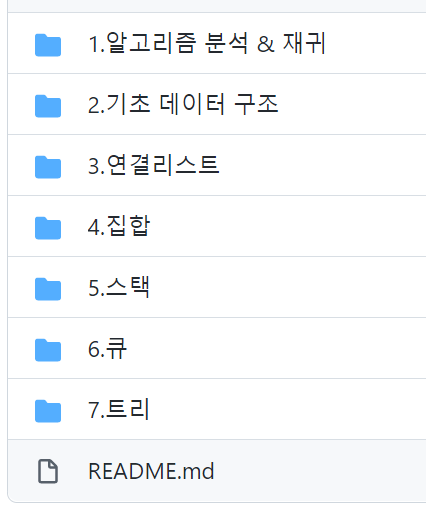 1.알고리즘 분석 & 재귀
2.기초 데이터 구조
3.연결리스트
4.집합
5.스택
6.큐
7.트리
README.md